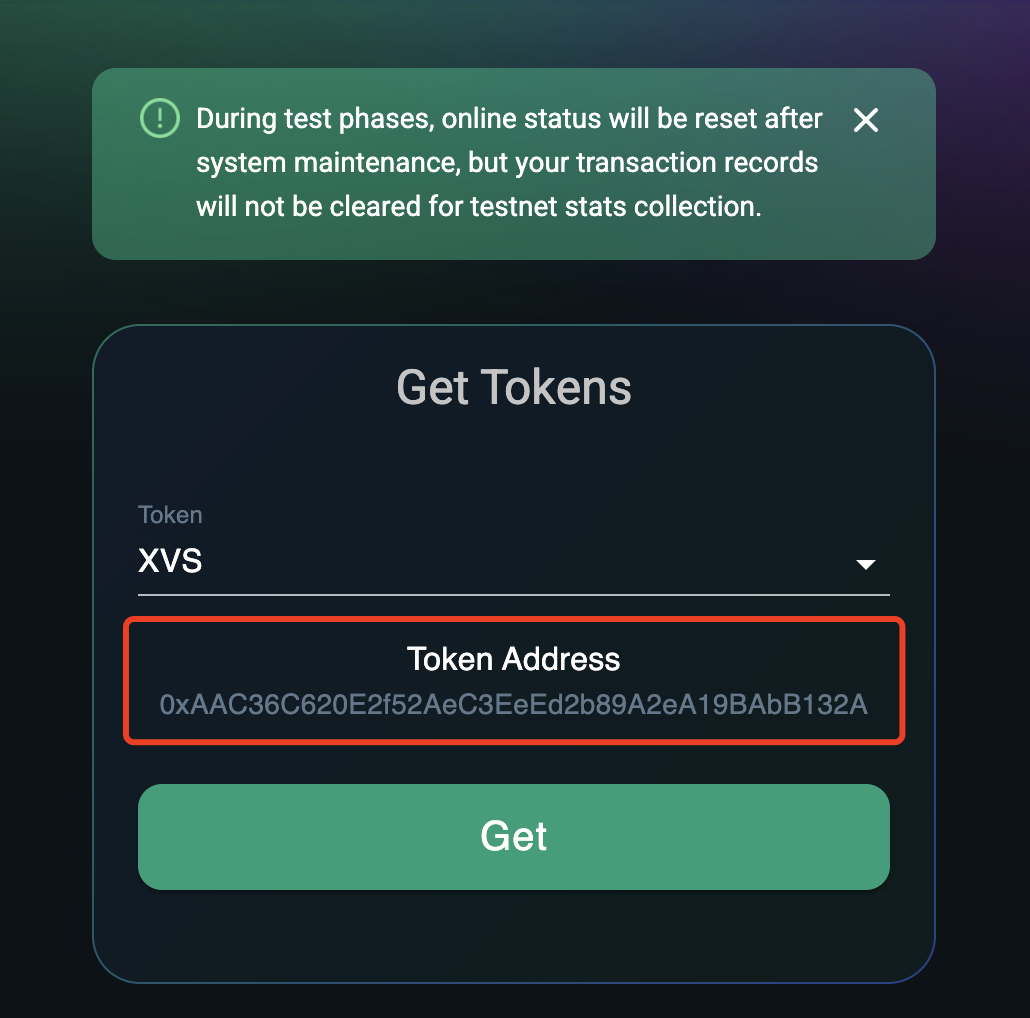 During test phases, online status will be reset after
system maintenance, but your transaction records
will not be cleared for testnet stats collection.
Get Tokens
Token
XVS
Token Address
0xAAC36C620E2f52AeC3EeEd2b89A2eA19BAbB132A
Get